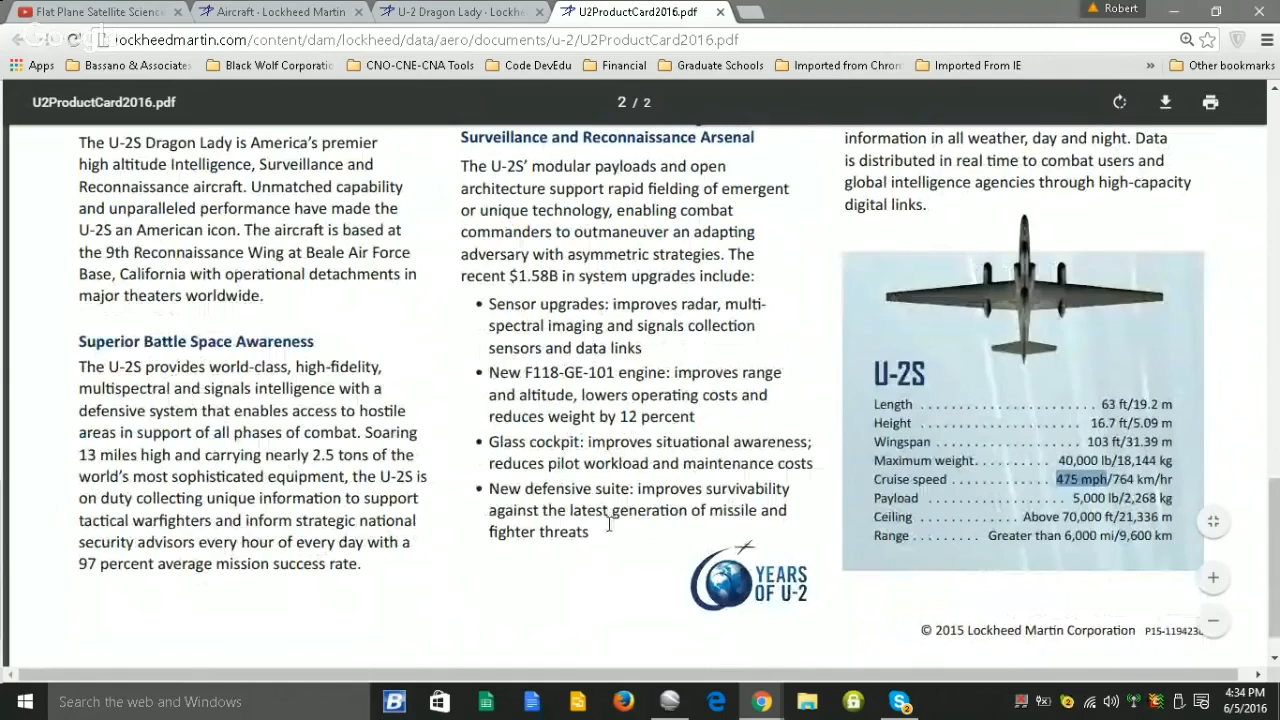 Flat Plane Satellite Scienc
Aircraft · Lockheed Martin
U-2 Dragon Lady · Lockh
U2ProductCard2016.pdf
Robert
lockheedmartin.com/content/dam/lockheed/data/aero/documents/u-2/U2ProductCard2016.pdf
Apps
Bassano & Associates
Black Wolf Corporatio
CNO-CNE-CNA Tools
Code DevEdu
Financial
Graduate Schools
Imported from Chrom
Imported From IE
»
Other bookmarks
U2ProductCard2016.pdf
2 / 2
The U-2S Dragon Lady is America's premier
high altitude Intelligence, Surveillance and
Reconnaissance aircraft. Unmatched capability
and unparalleled performance have made the
U-2S an American icon. The aircraft is based at
the 9th Reconnaissance Wing at Beale Air Force
Base, California with operational detachments in
major theaters worldwide.
Superior Battle Space Awareness
The U-2S provides world-class, high-fidelity,
multispectral and signals intelligence with a
defensive system that enables access to hostile
areas in support of all phases of combat. Soaring
13 miles high and carrying nearly 2.5 tons of the
world's most sophisticated equipment, the U-2S is
on duty collecting unique information to support
tactical warfighters and inform strategic national
security advisors every hour of every day with a
97 percent average mission success rate.
Surveillance and Reconnaissance Arsenal
The U-2S' modular payloads and open
architecture support rapid fielding of emergent
or unique technology, enabling combat
commanders to outmaneuver an adapting
adversary with asymmetric strategies. The
recent $1.58B in system upgrades include:
• Sensor upgrades: improves radar, multi-
spectral imaging and signals collection
sensors and data links
• New F118-GE-101 engine: improves range
and altitude, lowers operating costs and
reduces weight by 12 percent
• Glass cockpit: improves situational awareness;
reduces pilot workload and maintenance costs
• New defensive suite: improves survivability
against the latest generation of missile and
fighter threats
YEARS
OF U-2
information in all weather, day and night. Data
is distributed in real time to combat users and
global intelligence agencies through high-capacity
digital links.
U-2S
Length . . . . . . . . . . . . . . . . . . . . . . . . 63 ft/19.2 m
Height . . . . . . . . . . . . . . . . . . . . . . . 16.7 ft/5.09 m
Wingspan . . . . . . . . . . . . . . . . . . . 103 ft/31.39 m
Maximum weight. . . . . . . . . . . 40,000 lb/18,144 kg
Cruise speed . . . . . . . . . . . . . . 475 mph/764 km/hr
Payload . . . . . . . . . . . . . . . . . . . 5,000 lb/2,268 kg
Ceiling . . . . . . . . . . . . . Above 70,000 ft/21,336 m
Range . . . . . . . . . Greater than 6,000 mi/9,600 km
© 2015 Lockheed Martin Corporation
Search the web and Windows
4:34 PM
6/5/2016